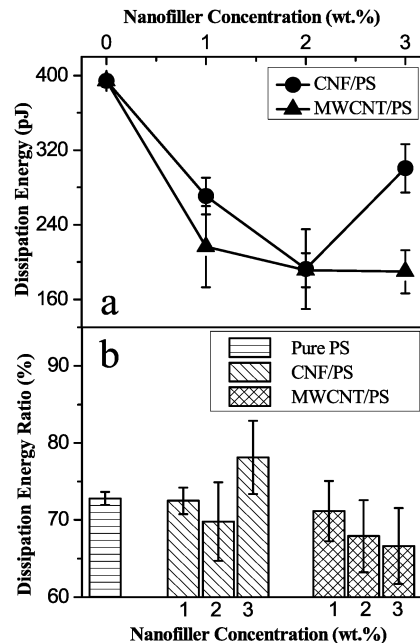 Nanofiller Concentration (wt.%)
0 1 2 3
Dissipation Energy (pJ)
400
320
240
160
CNF/PS
MWCNT/PS
a
b
Dissipation Energy Ratio (%)
90
80
70
60
Pure PS
CNF/PS
MWCNT/PS
1 2 3 1 2 3
Nanofiller Concentration (wt.%)